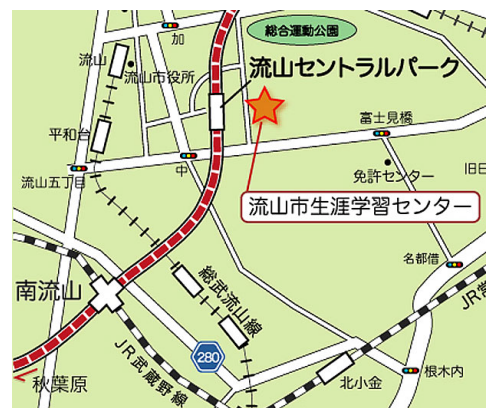 総合運動公園
加
流山
流山市役所
流山セントラルパーク
平和台
富士見橋
中
流山五丁目
免許センター
旧日
流山市生涯学習センター
名都借
南流山
総武流山線
JR常
280
JR武蔵野線
秋葉原
北小金
根木内